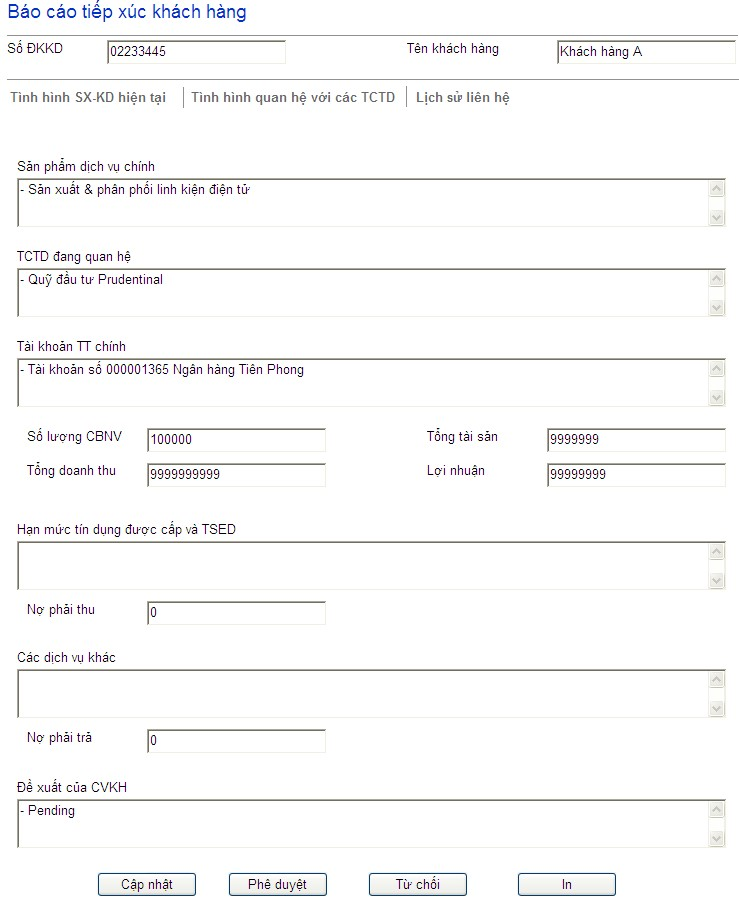 Báo cáo tiếp xúc khách hàng
Số ĐKKD 02233445 Tên khách hàng Khách hàng A
Tình hình SX-KD hiện tại Tình hình quan hệ với các TCTD Lịch sử liên hệ
Sản phẩm dịch vụ chính
- Sản xuất & phân phối linh kiện điện tử
TCTD đang quan hệ
- Quỹ đầu tư Prudentinal
Tài khoản TT chính
- Tài khoản số 000001365 Ngân hàng Tiên Phong
Số lượng CBNV 100000 Tổng tài sản 9999999
Tổng doanh thu 9999999999 Lợi nhuận 99999999
Hạn mức tín dụng được cấp và TSED
Nợ phải thu 0
Các dịch vụ khác
Nợ phải trả 0
Đề xuất của CVKH
- Pending
Cập nhật Phê duyệt Từ chối In